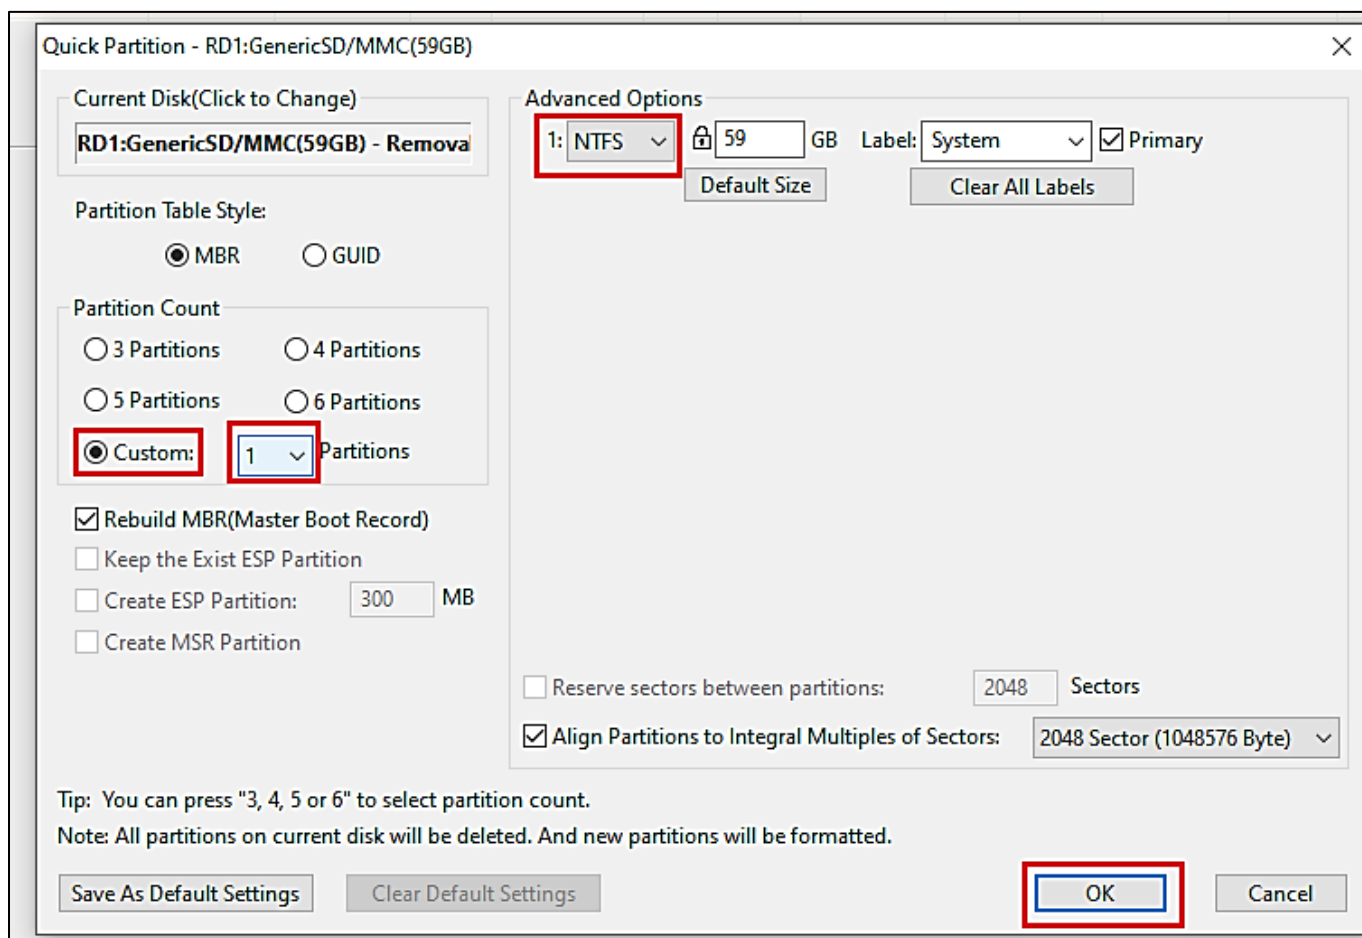 Quick Partition - RD1:GenericSD/MMC(59GB)
Current Disk(Click to Change)
RD1:GenericSD/MMC(59GB) - Remova
Partition Table Style:
MBR GUID
Partition Count
3 Partitions 4 Partitions
5 Partitions 6 Partitions
Custom: 1 Partitions
Rebuild MBR(Master Boot Record)
Keep the Exist ESP Partition
Create ESP Partition: 300 MB
Create MSR Partition
Advanced Options
1: NTFS 59 GB Label: System Primary
Default Size Clear All Labels
Reserve sectors between partitions: 2048 Sectors
Align Partitions to Integral Multiples of Sectors: 2048 Sector (1048576 Byte)
Tip: You can press "3, 4, 5 or 6" to select partition count.
Note: All partitions on current disk will be deleted. And new partitions will be formatted.
Save As Default Settings Clear Default Settings OK Cancel